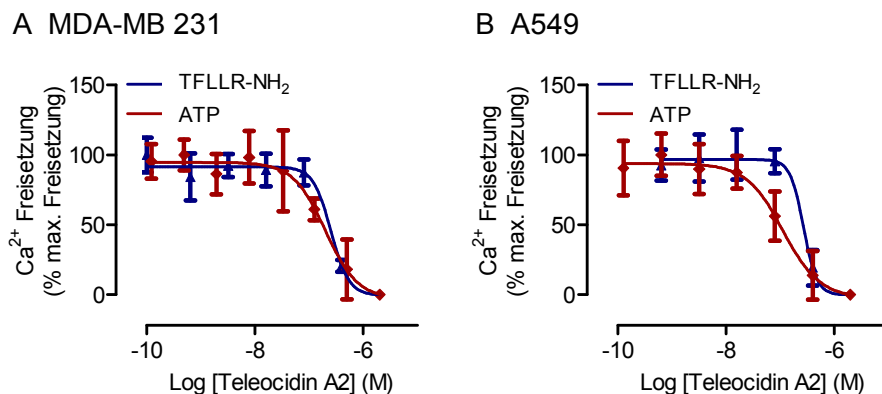 A MDA-MB 231
TFLLR-NH2
ATP
Ca2+ Freisetzung
(% max. Freisetzung)
150
100
50
0
-10 -8 -6
Log [Teleocidin A2] (M)
B A549
TFLLR-NH2
ATP
Ca2+ Freisetzung
(% max. Freisetzung)
150
100
50
0
-10 -8 -6
Log [Teleocidin A2] (M)